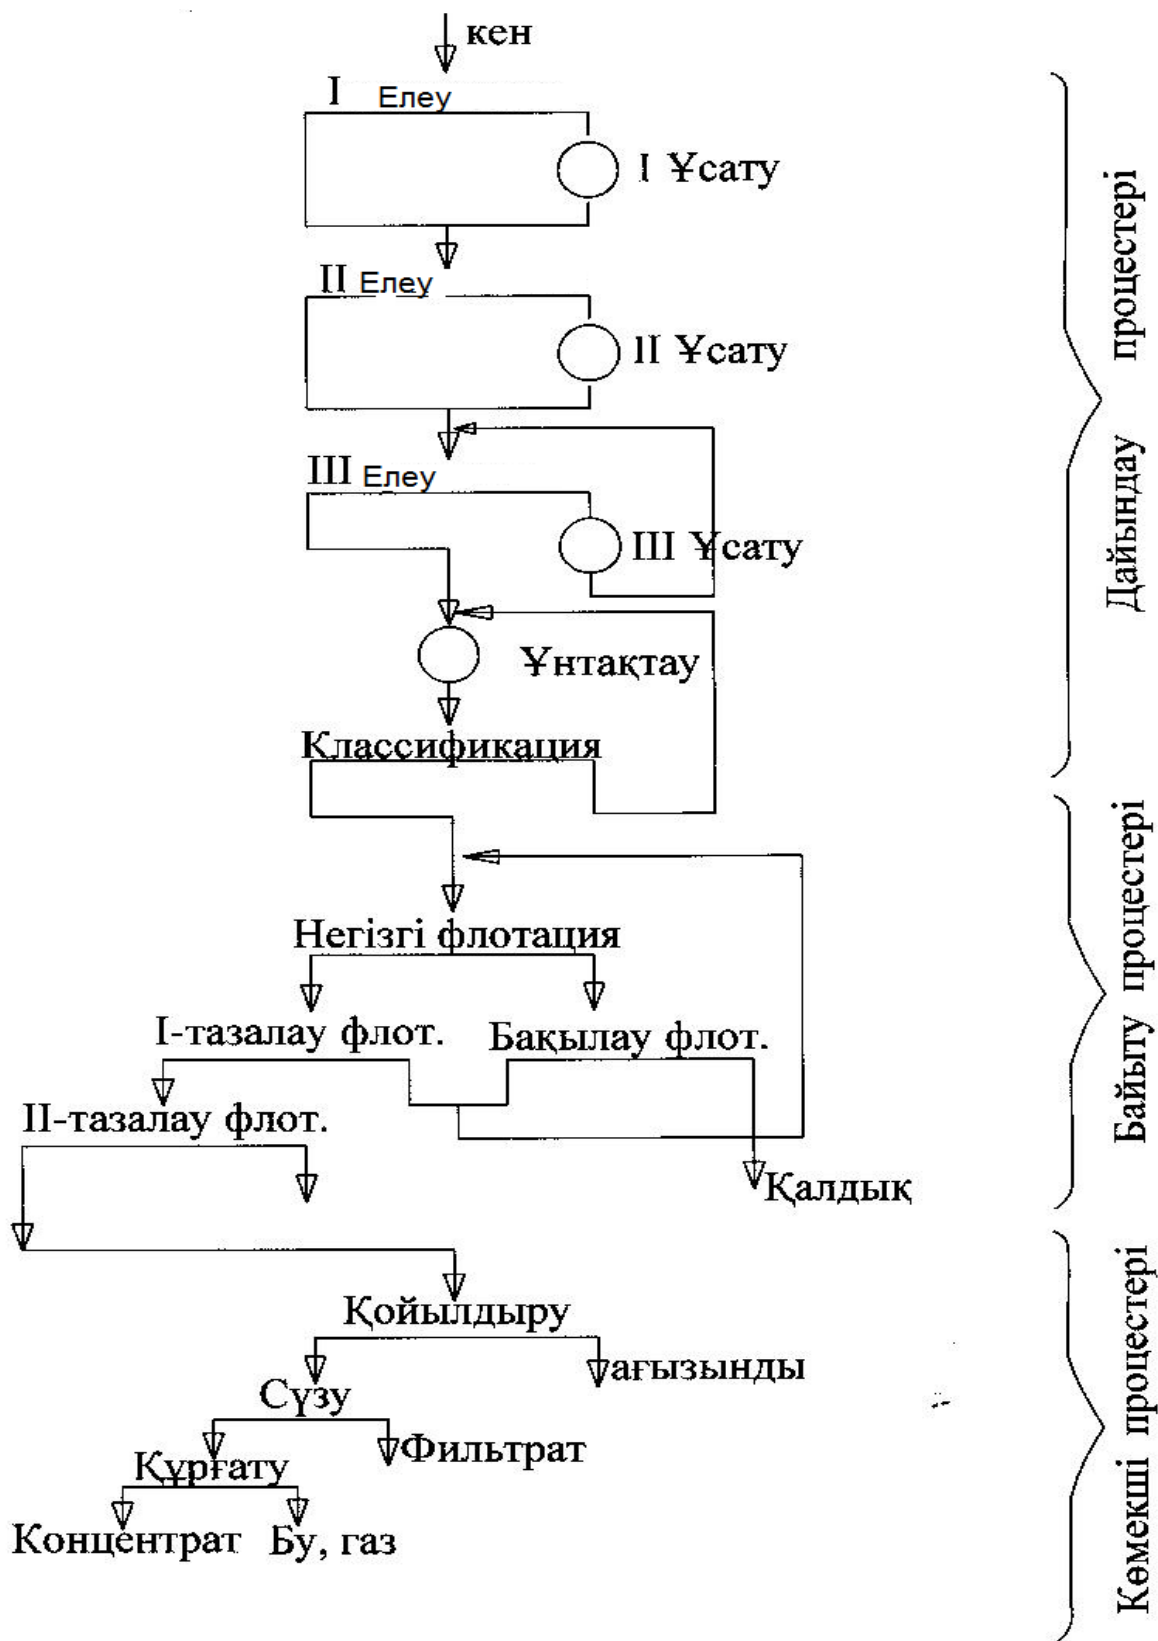 кен
I Елеу
I Ұсату
II Елеу
II Ұсату
III Елеу
III Ұсату
Ұнтақтау
Классификация
Негізгі флотация
I-тазалау флот.
Бақылау флот.
II-тазалау флот.
Қалдық
Қойылдыру
ағызынды
Сүзу
Фильтрат
Құрғату
Концентрат
Бу, газ
Дайындау процестері
Байыту процестері
Көмекші процестері